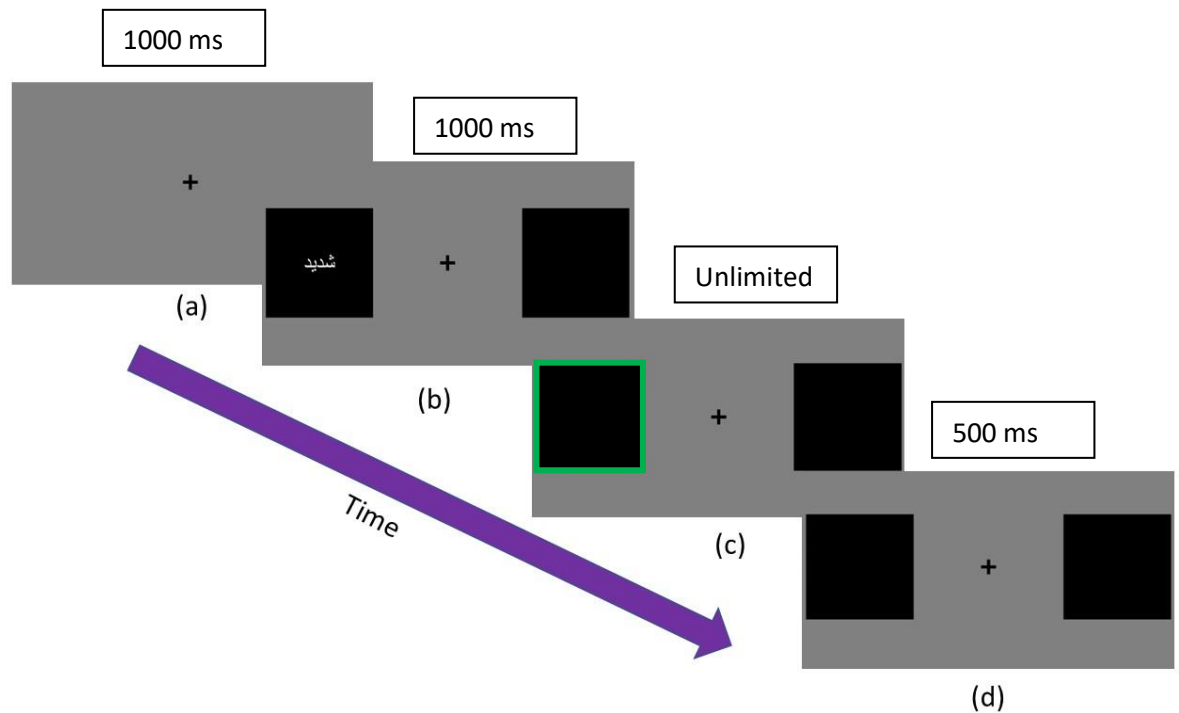 1000 ms
1000 ms
Unlimited
500 ms
+
(a)
شديد
+
(b)
+
(c)
+
(d)
Time